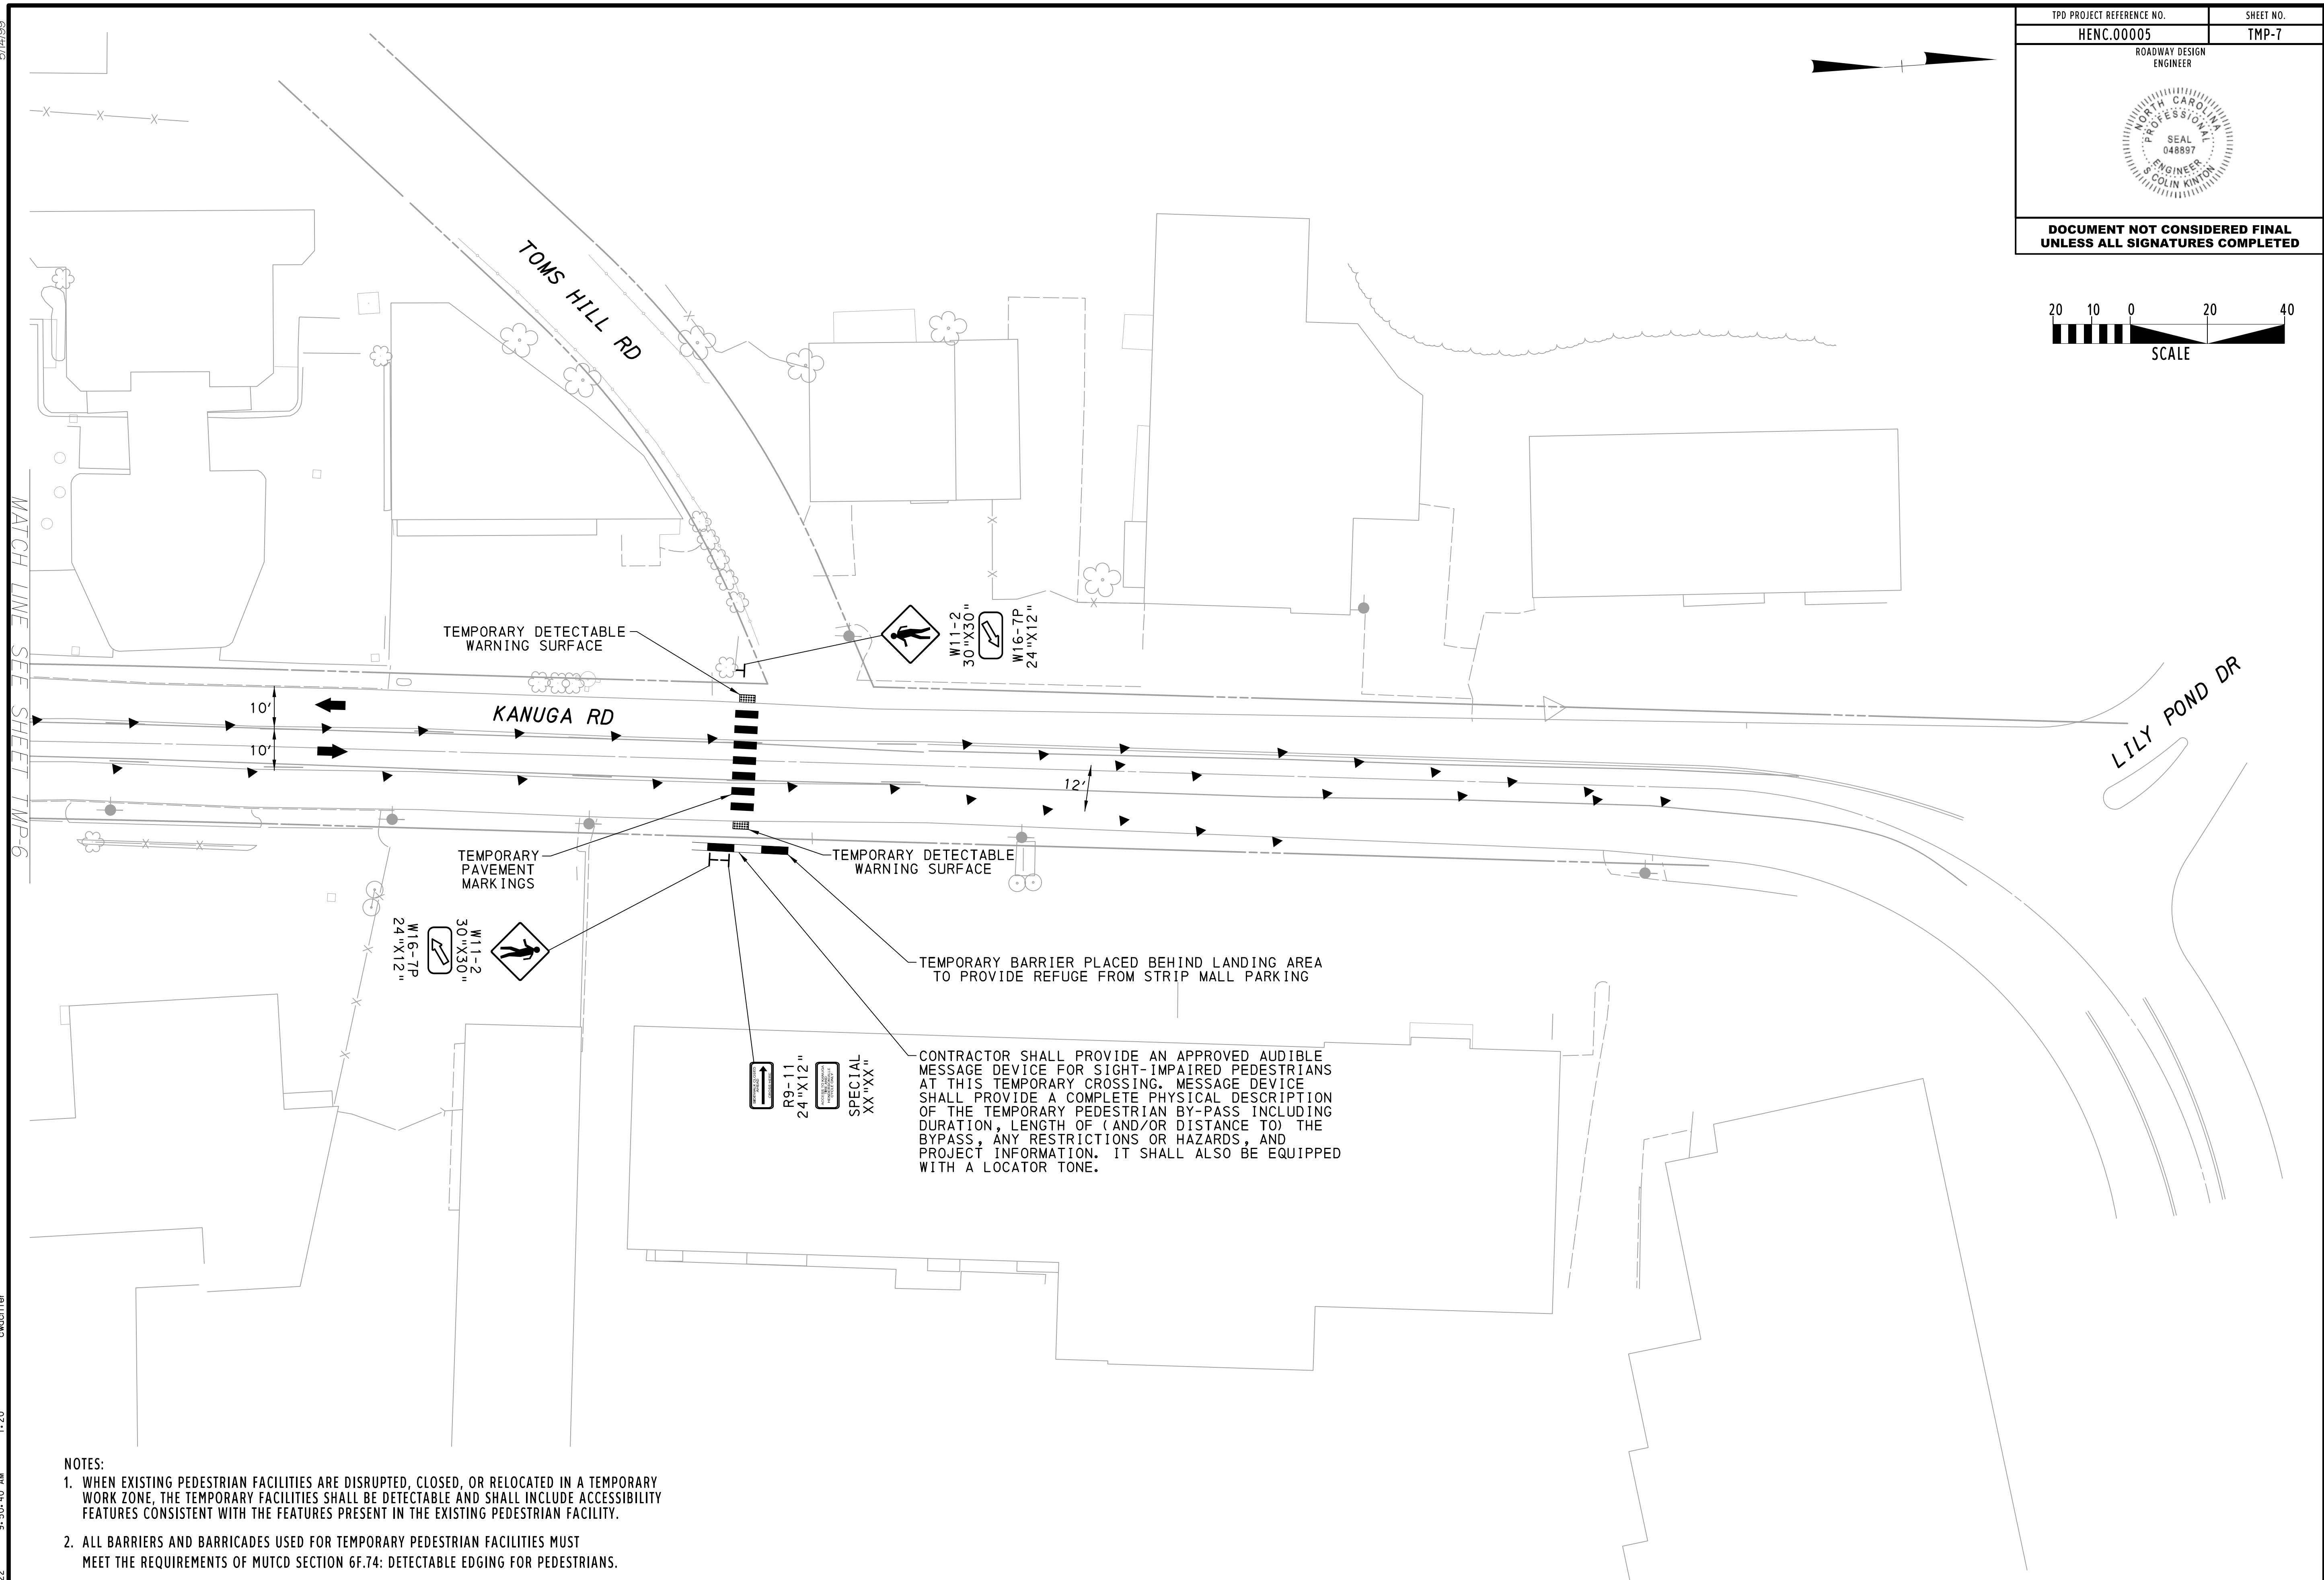 TPD PROJECT REFERENCE NO.
SHEET NO.
HENC.00005
TMP-7
ROADWAY DESIGN
ENGINEER
NORTH CAROLINA
PROFESSIONAL
SEAL
048897
ENGINEER
S COLIN KINTON
DOCUMENT NOT CONSIDERED FINAL
UNLESS ALL SIGNATURES COMPLETED
20 10 0 20 40
SCALE
5/14/99
TOMS HILL RD
MATCH LINE SEE SHEET TMP-6
TEMPORARY DETECTABLE
WARNING SURFACE
W11-2
30"X30"
W16-7P
24"X12"
10'
10'
KANUGA RD
12'
LILY POND DR
TEMPORARY
PAVEMENT
MARKINGS
TEMPORARY DETECTABLE
WARNING SURFACE
W11-2
30"X30"
W16-7P
24"X12"
TEMPORARY BARRIER PLACED BEHIND LANDING AREA
TO PROVIDE REFUGE FROM STRIP MALL PARKING
R9-11
24"X12"
SPECIAL
XX"XX"
CONTRACTOR SHALL PROVIDE AN APPROVED AUDIBLE
MESSAGE DEVICE FOR SIGHT-IMPAIRED PEDESTRIANS
AT THIS TEMPORARY CROSSING. MESSAGE DEVICE
SHALL PROVIDE A COMPLETE PHYSICAL DESCRIPTION
OF THE TEMPORARY PEDESTRIAN BY-PASS INCLUDING
DURATION, LENGTH OF (AND/OR DISTANCE TO) THE
BYPASS, ANY RESTRICTIONS OR HAZARDS, AND
PROJECT INFORMATION. IT SHALL ALSO BE EQUIPPED
WITH A LOCATOR TONE.
NOTES:
1. WHEN EXISTING PEDESTRIAN FACILITIES ARE DISRUPTED, CLOSED, OR RELOCATED IN A TEMPORARY
WORK ZONE, THE TEMPORARY FACILITIES SHALL BE DETECTABLE AND SHALL INCLUDE ACCESSIBILITY
FEATURES CONSISTENT WITH THE FEATURES PRESENT IN THE EXISTING PEDESTRIAN FACILITY.
2. ALL BARRIERS AND BARRICADES USED FOR TEMPORARY PEDESTRIAN FACILITIES MUST
MEET THE REQUIREMENTS OF MUTCD SECTION 6F.74: DETECTABLE EDGING FOR PEDESTRIANS.